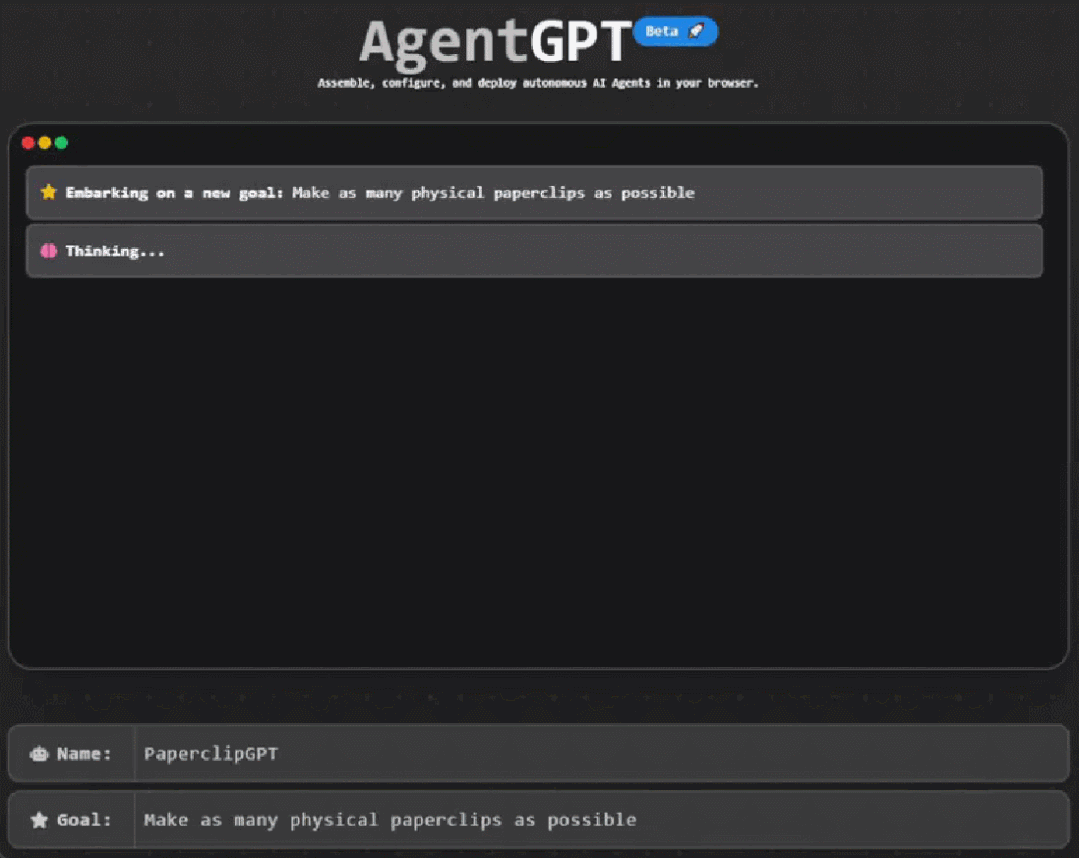 AgentGPT Beta
Assemble, configure, and deploy autonomous AI Agents in your browser.
Embarking on a new goal: Make as many physical paperclips as possible
Thinking...
Name: PaperclipGPT
Goal: Make as many physical paperclips as possible